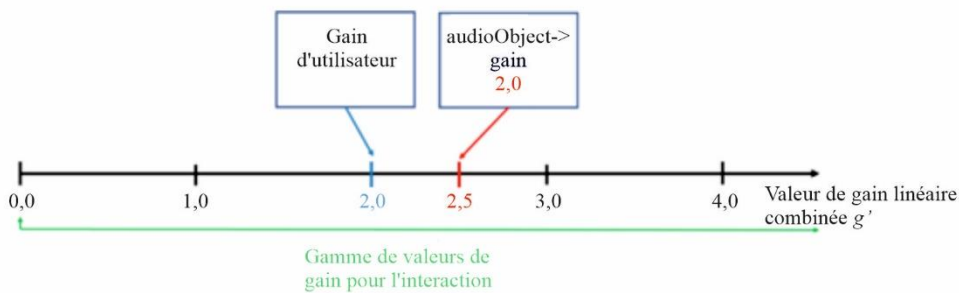 Gain
d'utilisateur
audioObject->
gain
2,0
0,0
1,0
2,0
2,5
3,0
4,0
Valeur de gain linéaire
combinée g'
Gamme de valeurs de
gain pour l'interaction